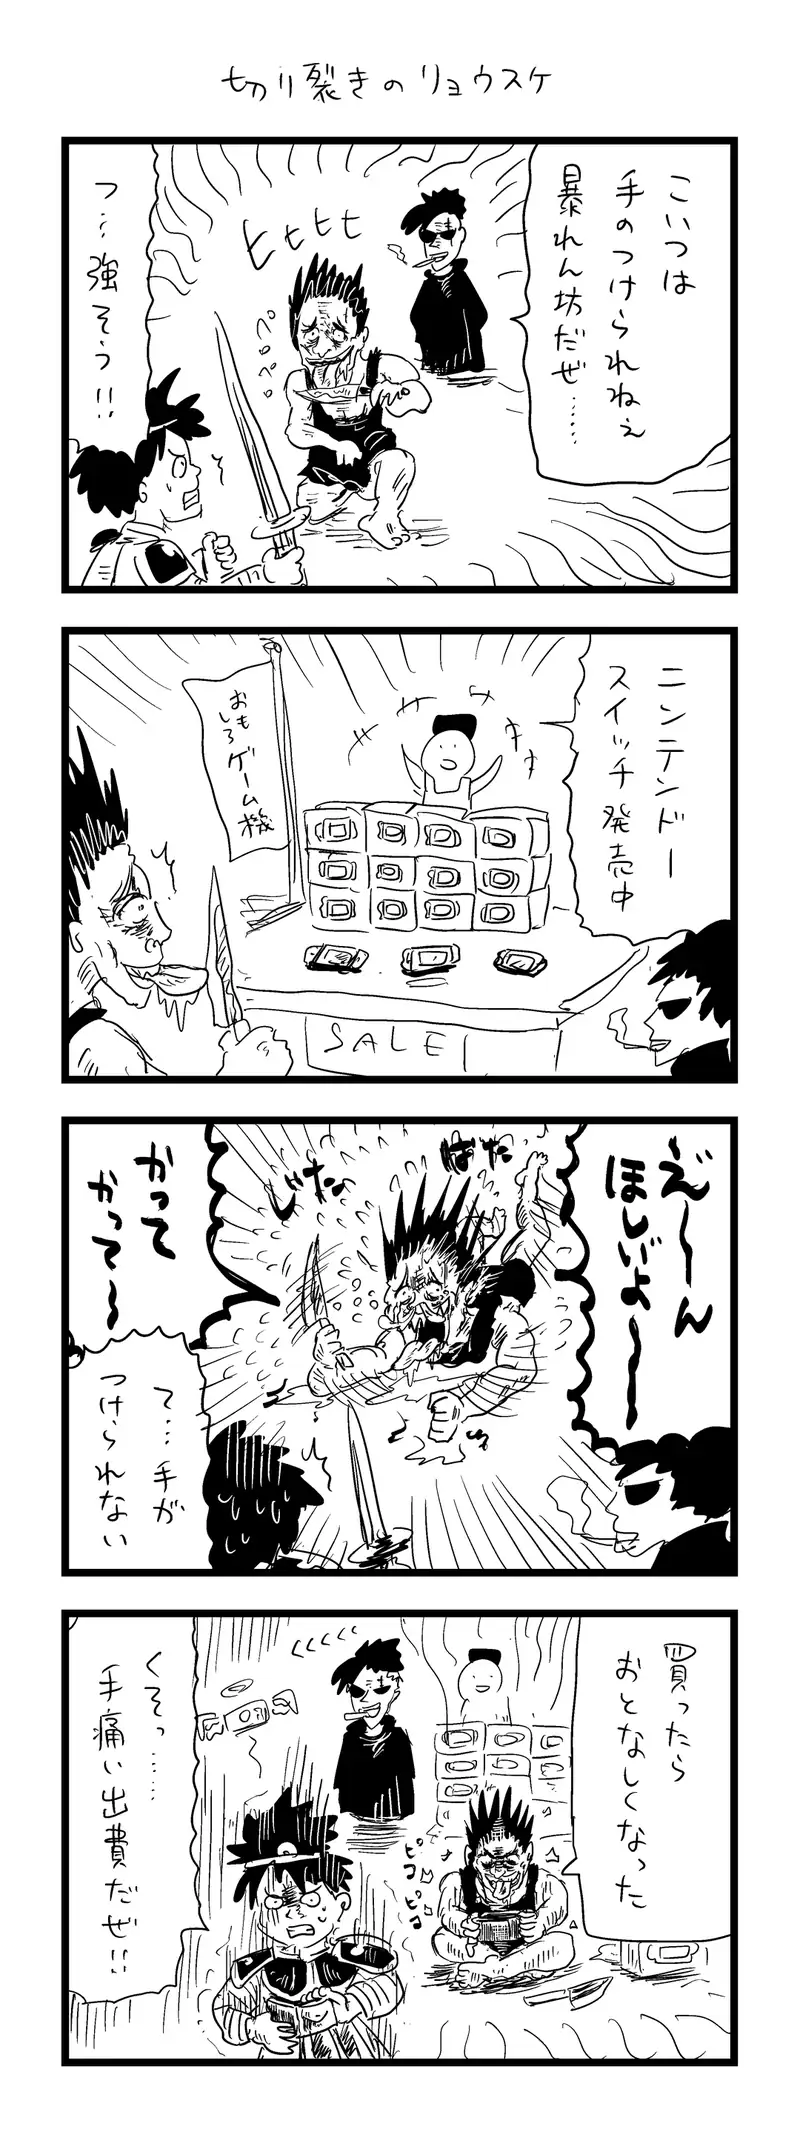 切り裂きのリョウスケ
こいつは
手のつけられねぇ
暴れん坊だぜ……
ヒヒヒヒ
ペロペロ
つ…強そう!!
ニンテンドー
スイッチ発売中
おもしろ
ゲーム機
SALE
え〜〜ん
ほしいよ〜〜
じたばた
かって
かって〜
て…手が
つけられない
買ったら
おとなしくなった
ピコピコ
くそっ……
手痛い出費だぜ!!